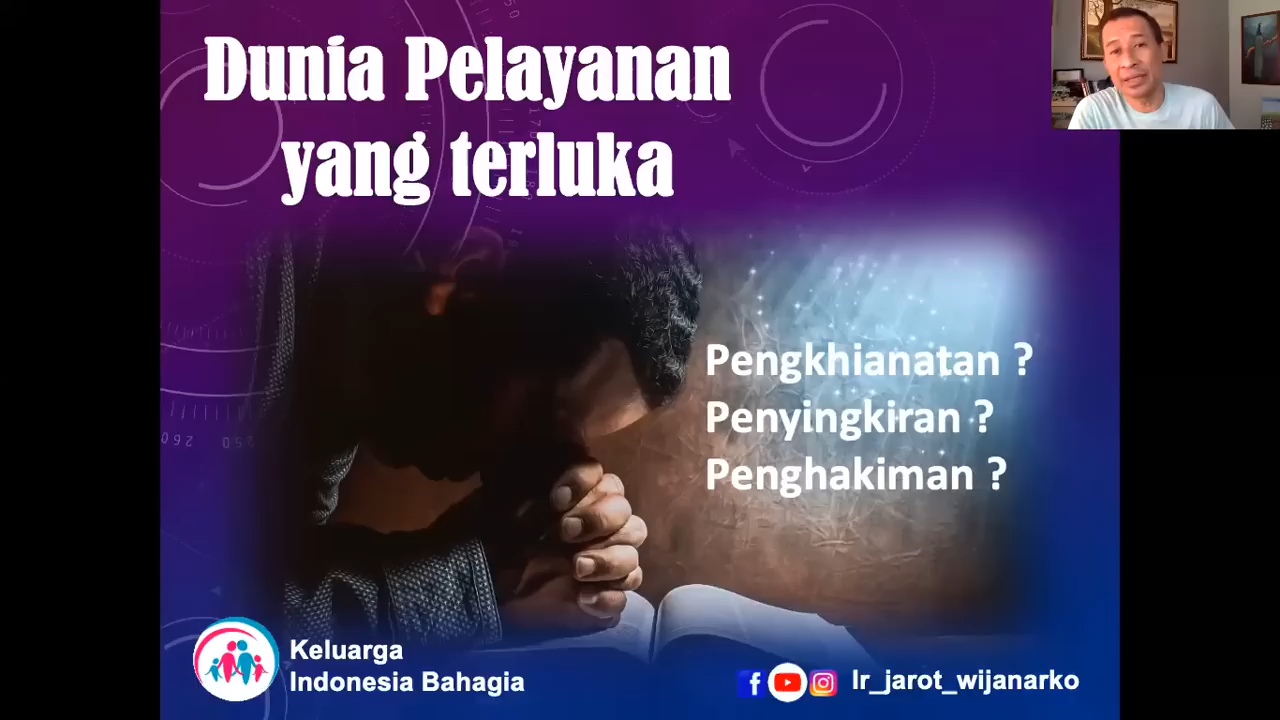 Dunia Pelayanan
yang terluka
Pengkhianatan ?
Penyingkiran ?
Penghakiman ?
Keluarga
Indonesia Bahagia
Ir_jarot_wijanarko